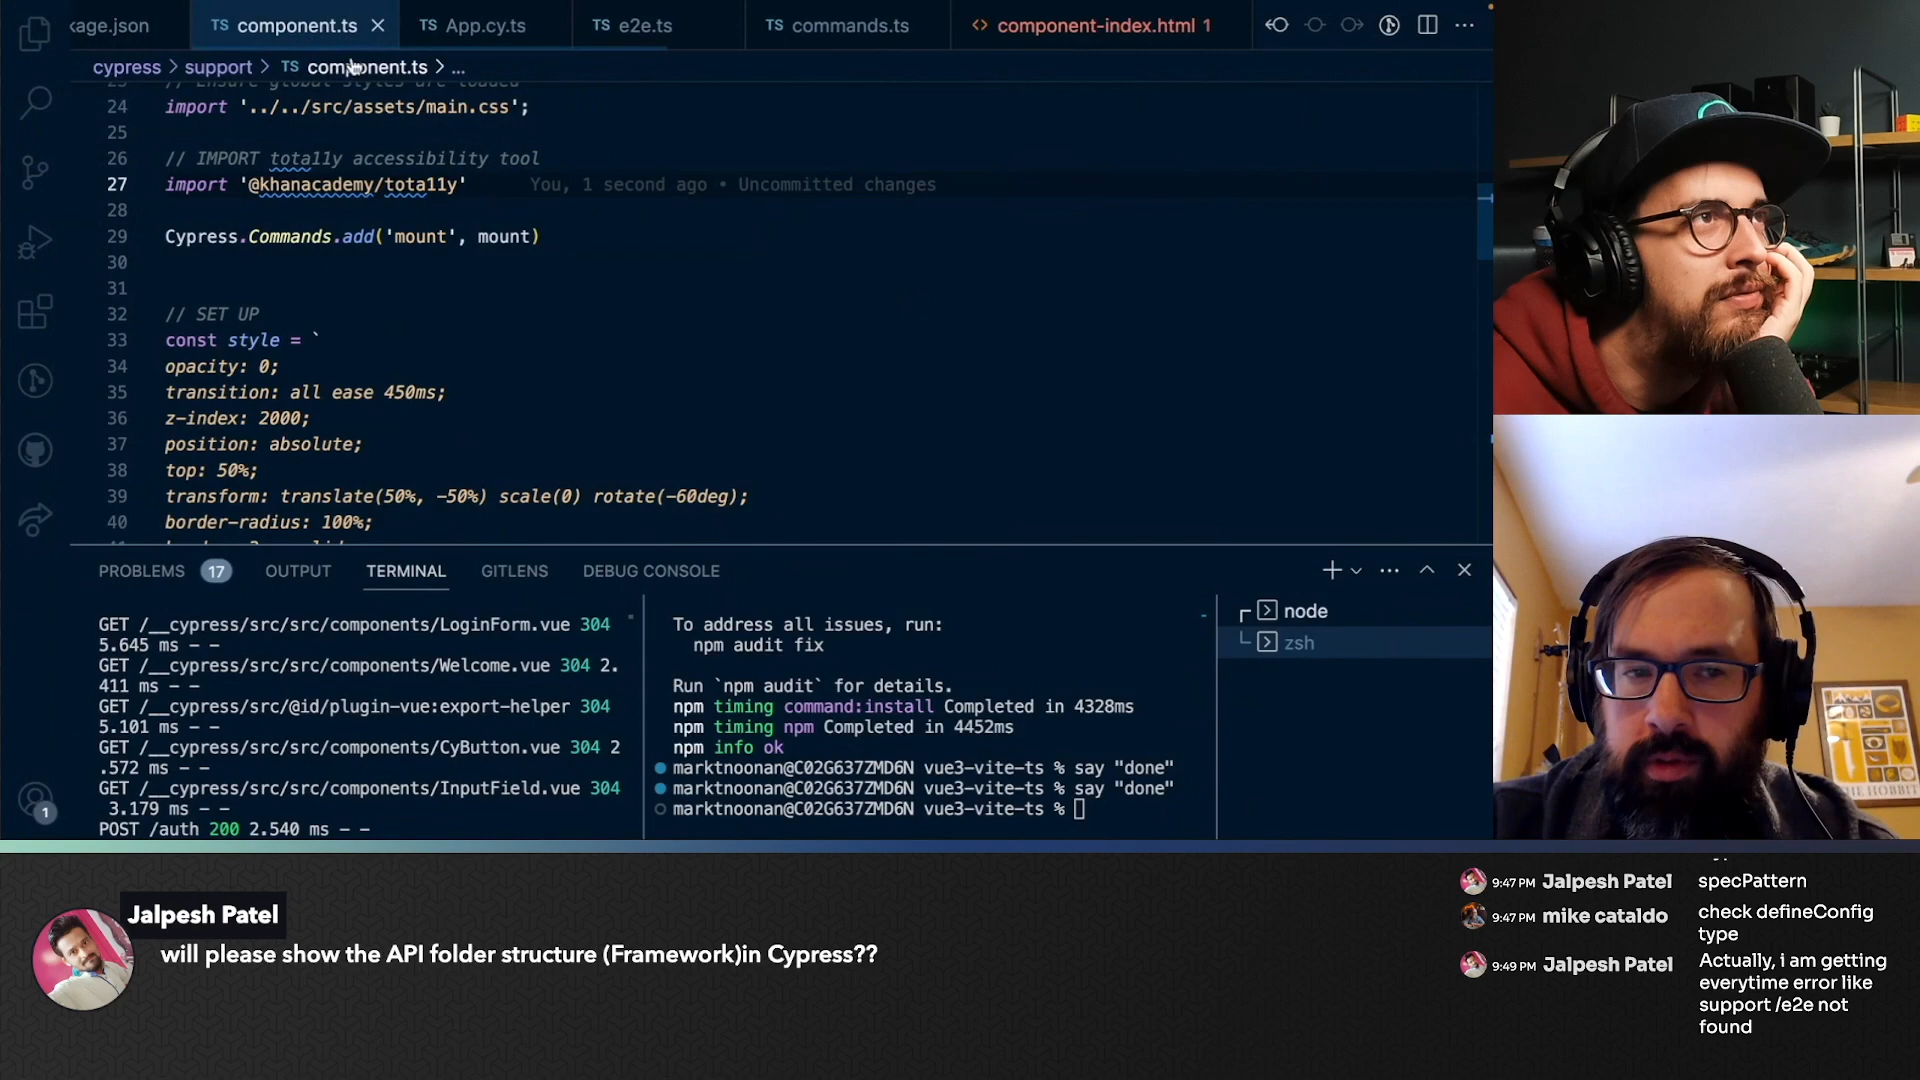 kage.json
TS component.ts
TS App.cy.ts
TS e2e.ts
TS commands.ts
<> component-index.html 1
cypress > support > TS component.ts > ...
// Ensure global styles are loaded
24 import '../../src/assets/main.css';
25
26 // IMPORT tota11y accessibility tool
27 import '@khanacademy/tota11y' You, 1 second ago • Uncommitted changes
28
29 Cypress.Commands.add('mount', mount)
30
31
32 // SET UP
33 const style = `
34 opacity: 0;
35 transition: all ease 450ms;
36 z-index: 2000;
37 position: absolute;
38 top: 50%;
39 transform: translate(50%, -50%) scale(0) rotate(-60deg);
40 border-radius: 100%;
PROBLEMS 17 OUTPUT TERMINAL GITLENS DEBUG CONSOLE
GET /__cypress/src/src/components/LoginForm.vue 304
5.645 ms - -
GET /__cypress/src/src/components/Welcome.vue 304 2.
411 ms - -
GET /__cypress/src/@id/plugin-vue:export-helper 304
5.101 ms - -
GET /__cypress/src/src/components/CyButton.vue 304 2
.572 ms - -
GET /__cypress/src/src/components/InputField.vue 304
3.179 ms - -
POST /auth 200 2.540 ms - -
To address all issues, run:
npm audit fix
Run `npm audit` for details.
npm timing command:install Completed in 4328ms
npm timing npm Completed in 4452ms
npm info ok
marktnoonan@C02G637ZMD6N vue3-vite-ts % say "done"
marktnoonan@C02G637ZMD6N vue3-vite-ts % say "done"
marktnoonan@C02G637ZMD6N vue3-vite-ts %
node
zsh
1
THE HOBBIT
Jalpesh Patel
will please show the API folder structure (Framework)in Cypress??
9:47 PM Jalpesh Patel specPattern
9:47 PM mike cataldo check defineConfig
type
9:49 PM Jalpesh Patel Actually, i am getting
everytime error like
support /e2e not
found